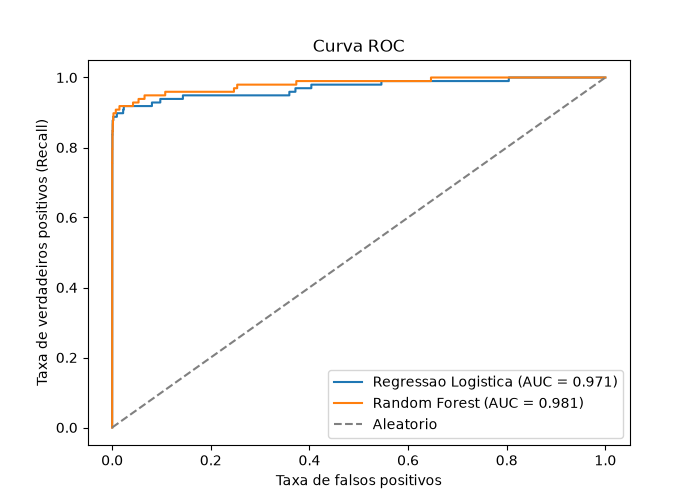 Curva ROC
Taxa de verdadeiros positivos (Recall)
1.0
0.8
0.6
0.4
0.2
0.0
Regressao Logistica (AUC = 0.971)
Random Forest (AUC = 0.981)
Aleatorio
0.0 0.2 0.4 0.6 0.8 1.0
Taxa de falsos positivos